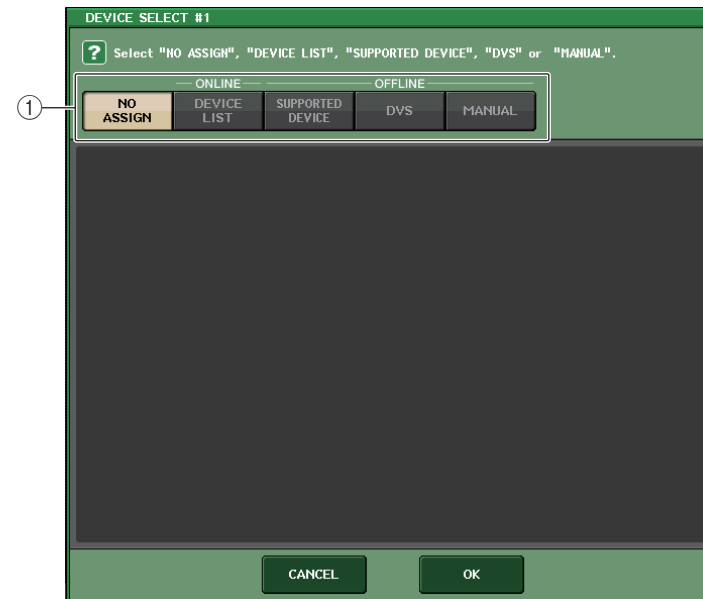 DEVICE SELECT #1
? Select "NO ASSIGN", "DEVICE LIST", "SUPPORTED DEVICE", "DVS" or "MANUAL".
ONLINE OFFLINE
1
NO ASSIGN
DEVICE LIST
SUPPORTED DEVICE
DVS
MANUAL
CANCEL OK